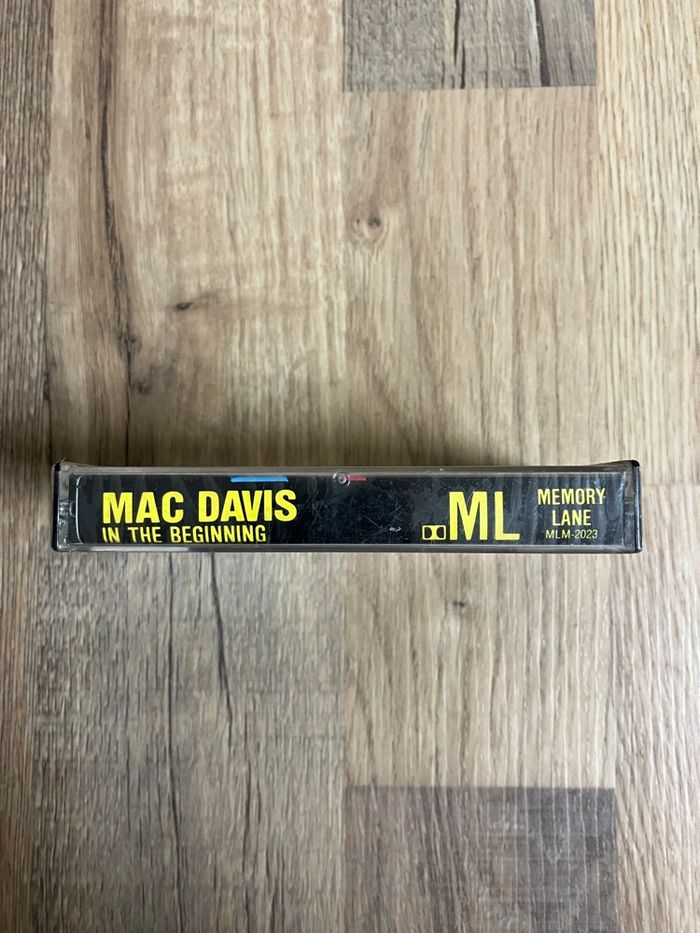 MAC DAVIS
IN THE BEGINNING
ML
MEMORY
LANE
MLM-2023